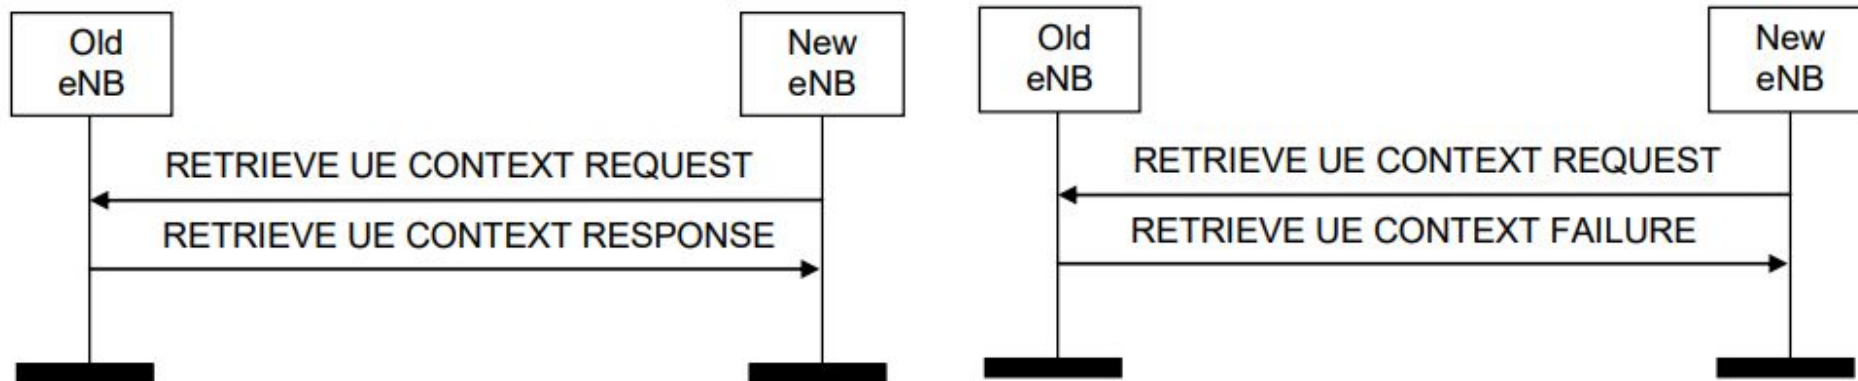 Old
eNB
New
eNB
RETRIEVE UE CONTEXT REQUEST
RETRIEVE UE CONTEXT RESPONSE
Old
eNB
New
eNB
RETRIEVE UE CONTEXT REQUEST
RETRIEVE UE CONTEXT FAILURE